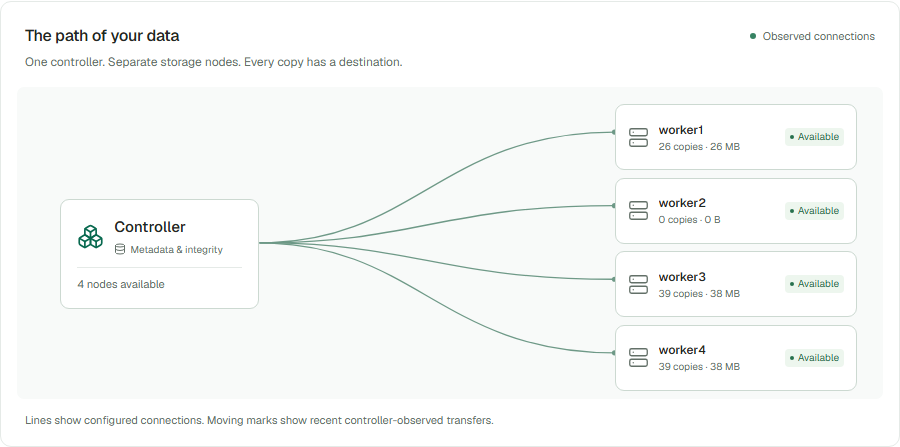 The path of your data
Observed connections
One controller. Separate storage nodes. Every copy has a destination.
Controller
Metadata & integrity
4 nodes available
worker1
26 copies · 26 MB
Available
worker2
0 copies · 0 B
Available
worker3
39 copies · 38 MB
Available
worker4
39 copies · 38 MB
Available
Lines show configured connections. Moving marks show recent controller-observed transfers.